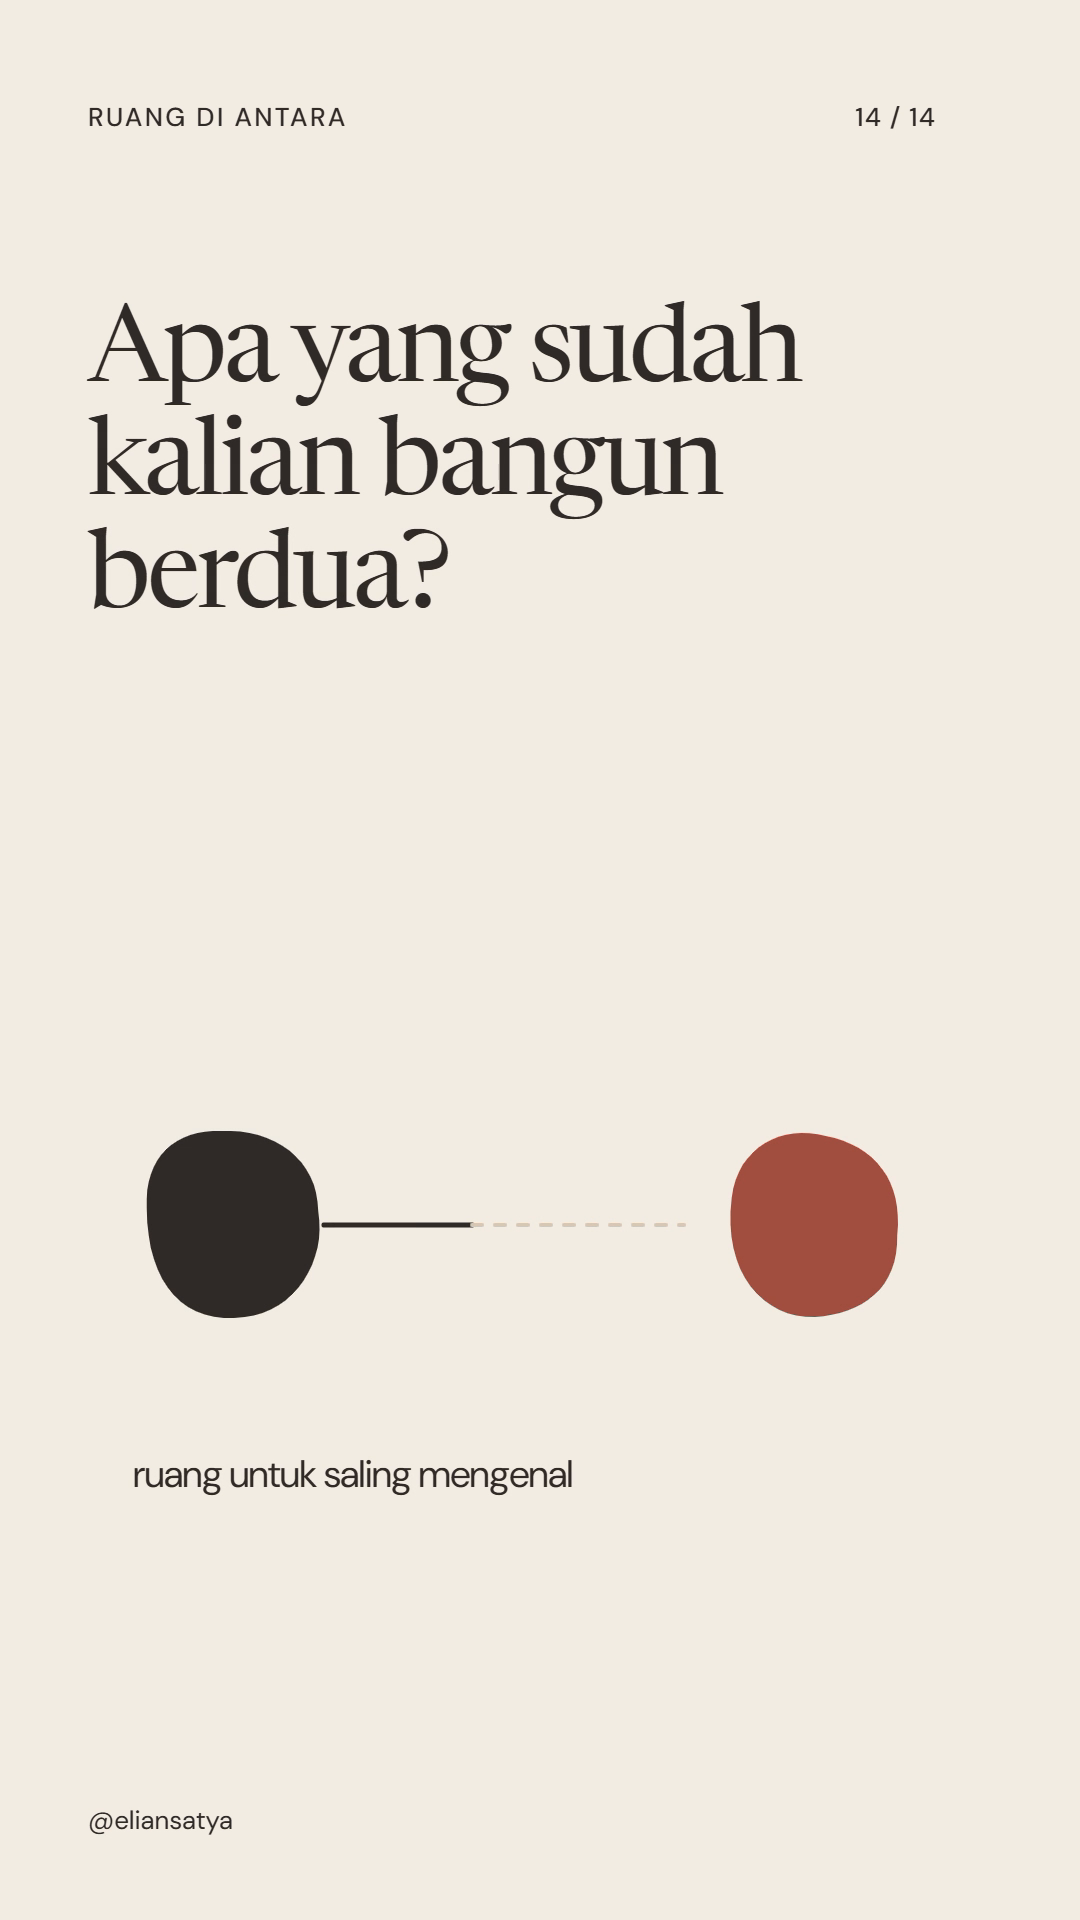 RUANG DI ANTARA
14 / 14
Apa yang sudah
kalian bangun
berdua?
ruang untuk saling mengenal
@eliansatya